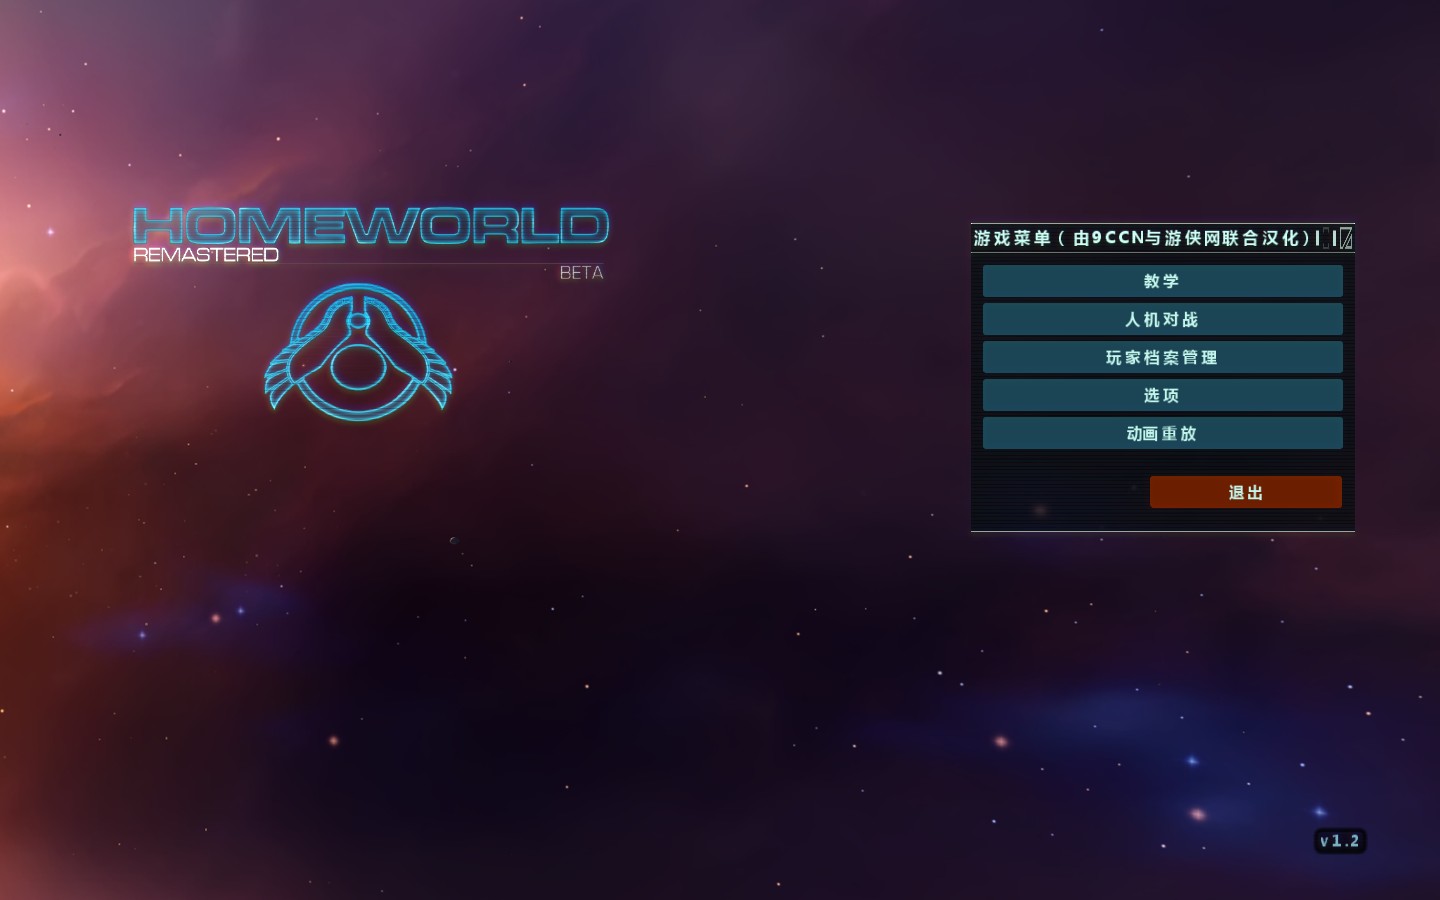 HOMEWORLD
REMASTERED
BETA
游戏菜单( 由9CCN与游侠网联合汉化)
教学
人机对战
玩家档案管理
选项
动画重放
退出
v1.2